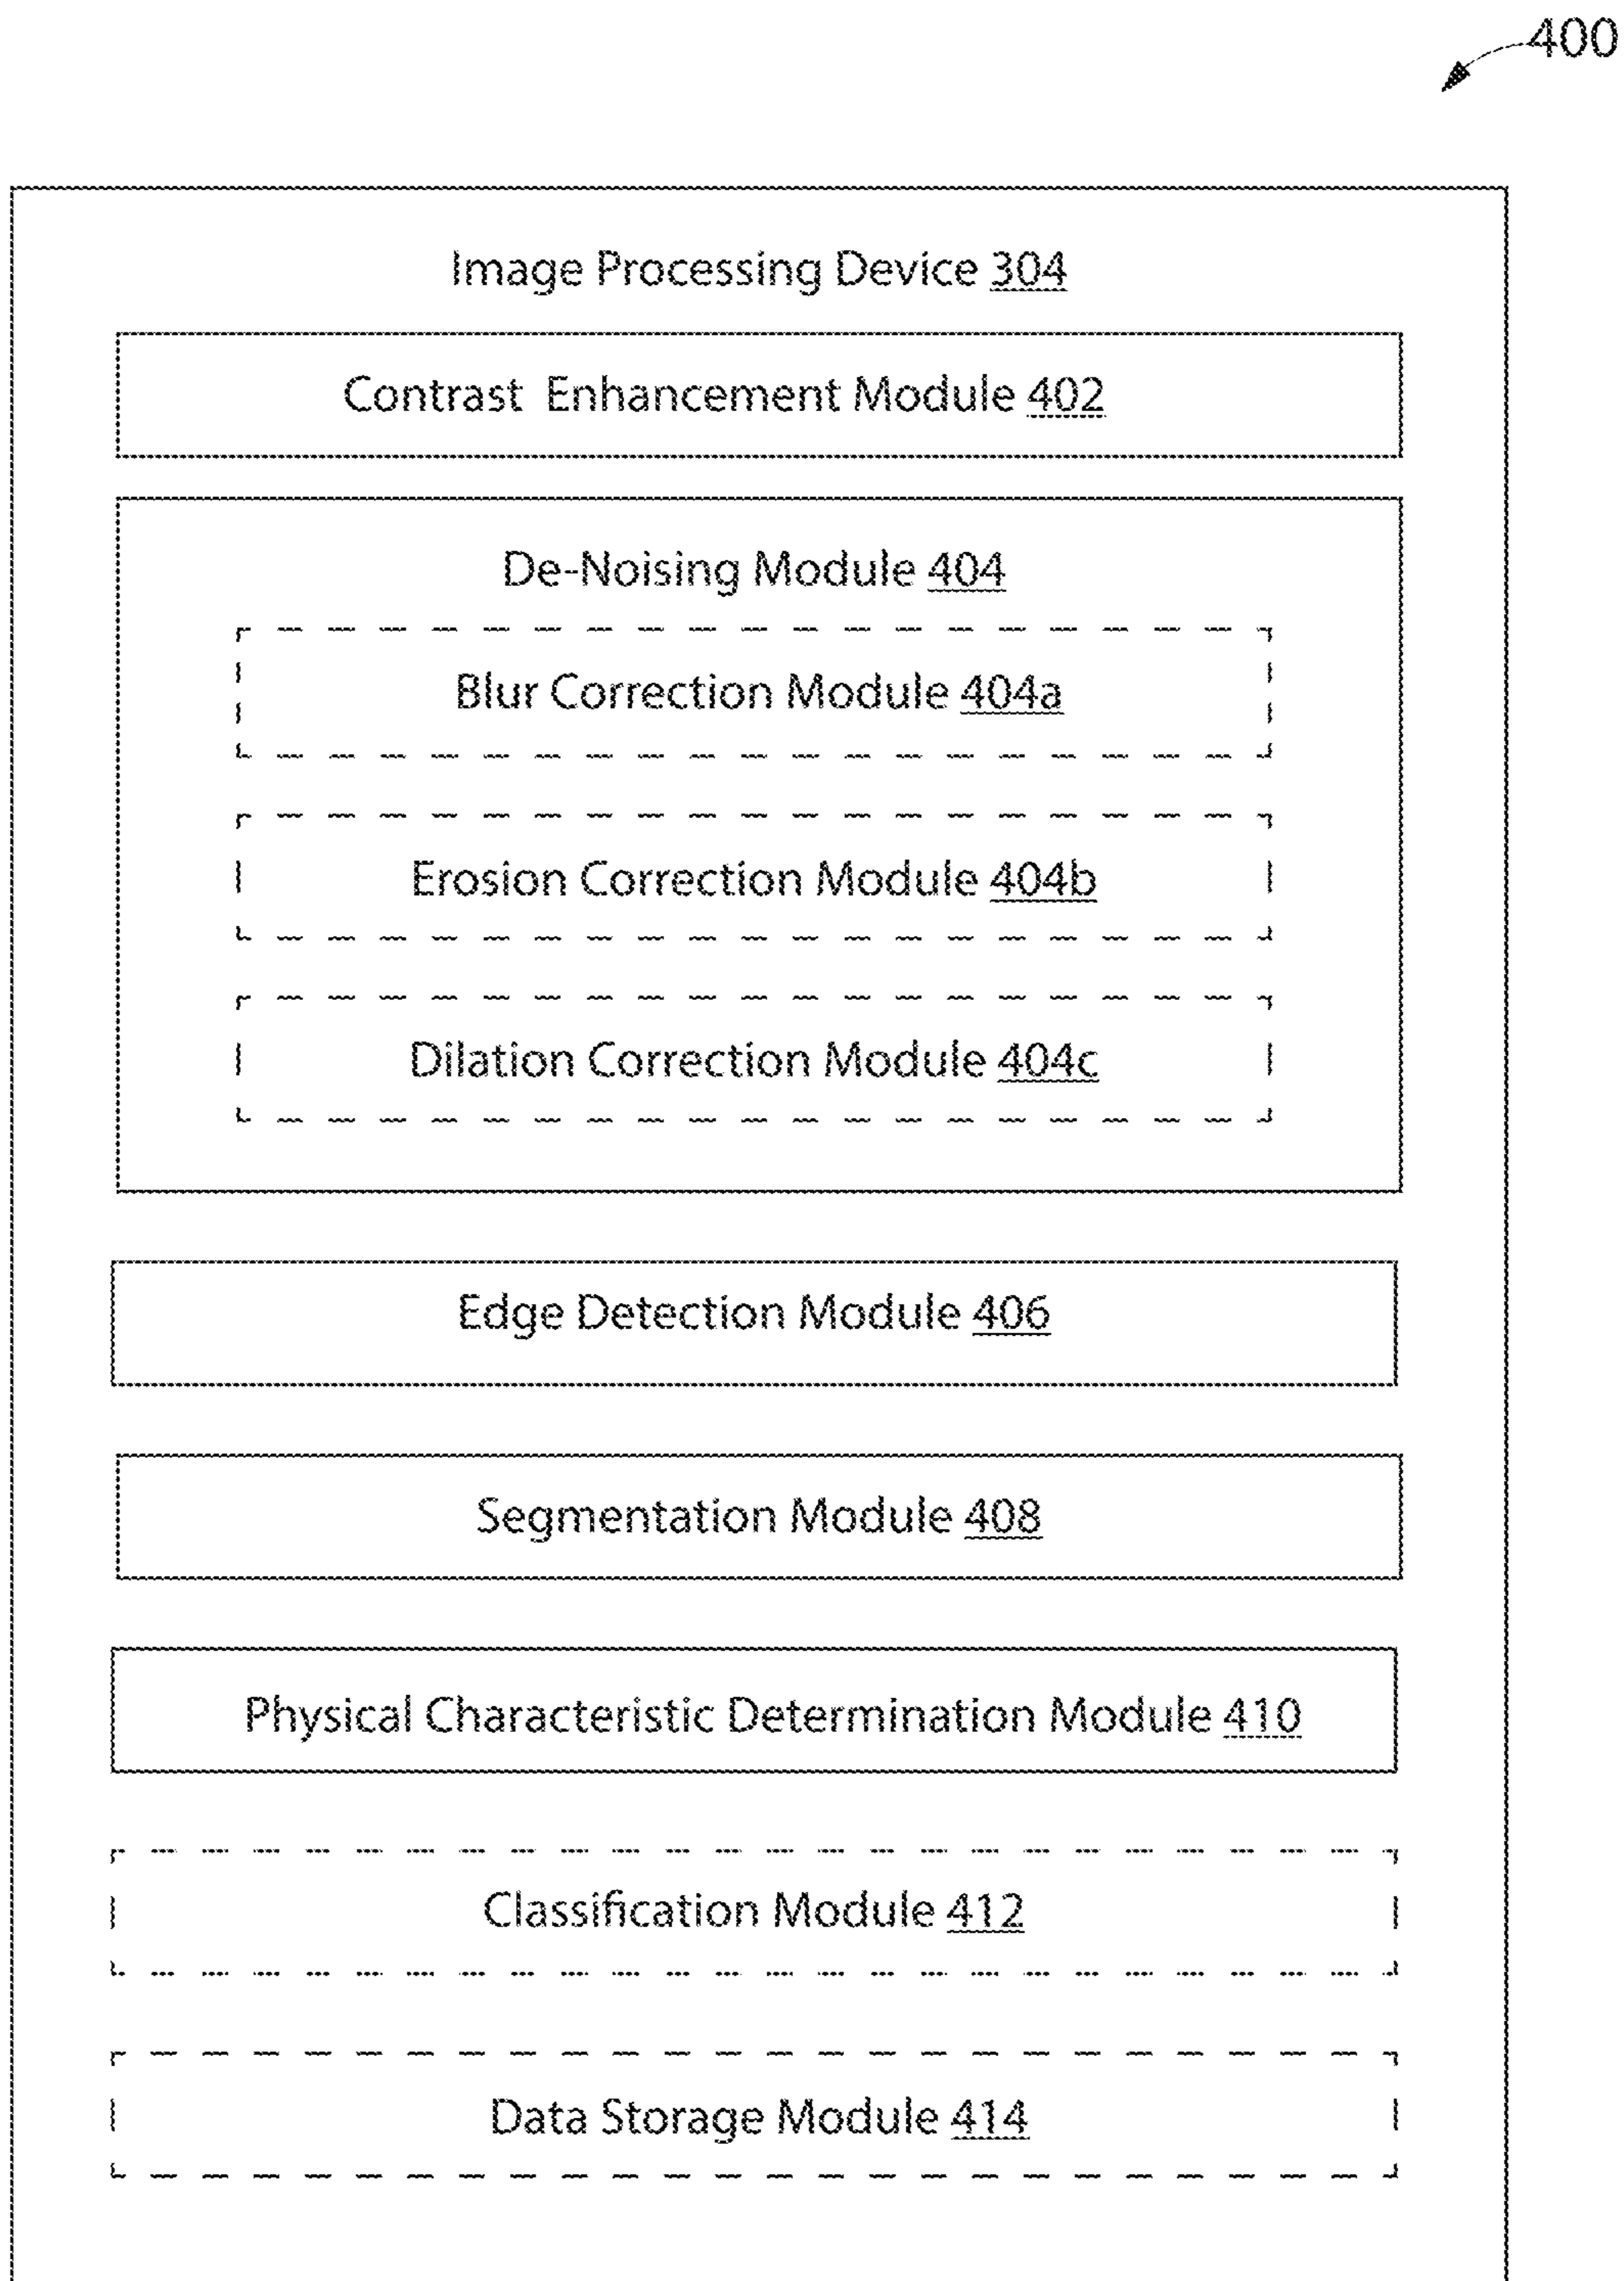 400
Image Processing Device 304
Contrast Enhancement Module 402
De-Noising Module 404
Blur Correction Module 404a
Erosion Correction Module 404b
Dilation Correction Module 404c
Edge Detection Module 406
Segmentation Module 408
Physical Characteristic Determination Module 410
Classification Module 412
Data Storage Module 414